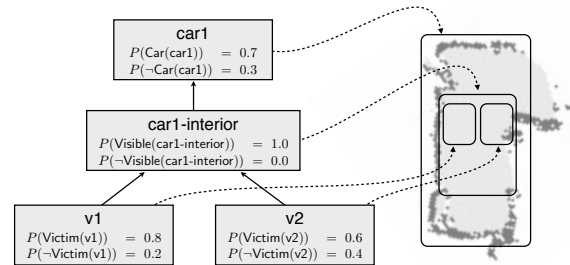 car1
P(Car(car1)) = 0.7
P(¬Car(car1)) = 0.3
car1-interior
P(Visible(car1-interior)) = 1.0
P(¬Visible(car1-interior)) = 0.0
v1
P(Victim(v1)) = 0.8
P(¬Victim(v1)) = 0.2
v2
P(Victim(v2)) = 0.6
P(¬Victim(v2)) = 0.4